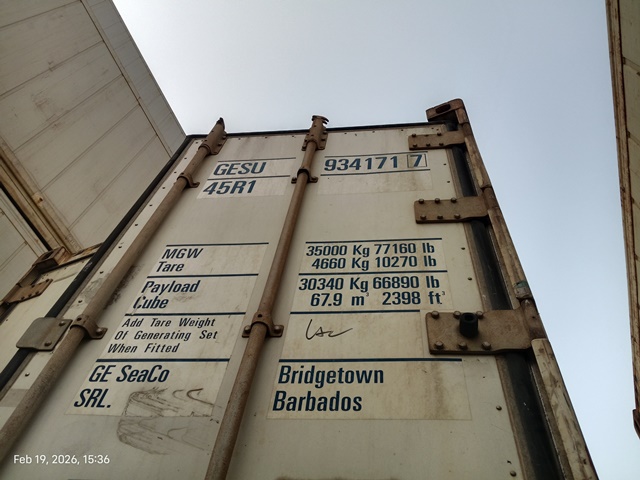 GESU 934171 7
45R1
MGW 35000 Kg 77160 lb
Tare 4660 Kg 10270 lb
Payload 30340 Kg 66890 lb
Cube 67.9 m³ 2398 ft³
Add Tare Weight
Of Generating Set
When Fitted
GE SeaCo
SRL.
Bridgetown
Barbados
Feb 19, 2026, 15:36